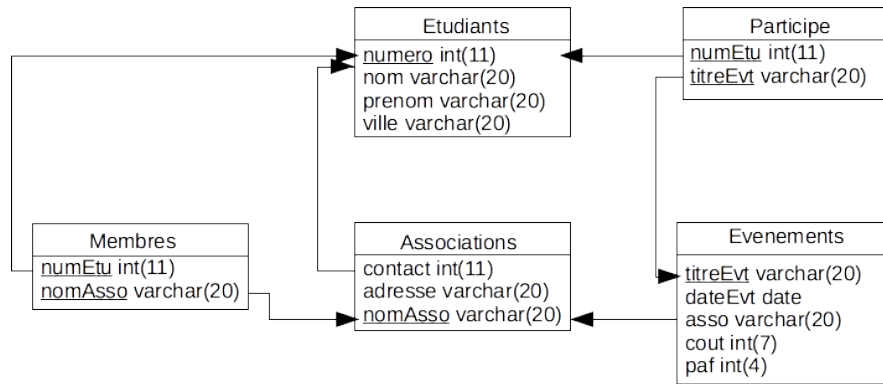 Etudiants
numero int(11)
nom varchar(20)
prenom varchar(20)
ville varchar(20)
Participe
numEtu int(11)
titreEvt varchar(20)
Membres
numEtu int(11)
nomAsso varchar(20)
Associations
contact int(11)
adresse varchar(20)
nomAsso varchar(20)
Evenements
titreEvt varchar(20)
dateEvt date
asso varchar(20)
cout int(7)
paf int(4)